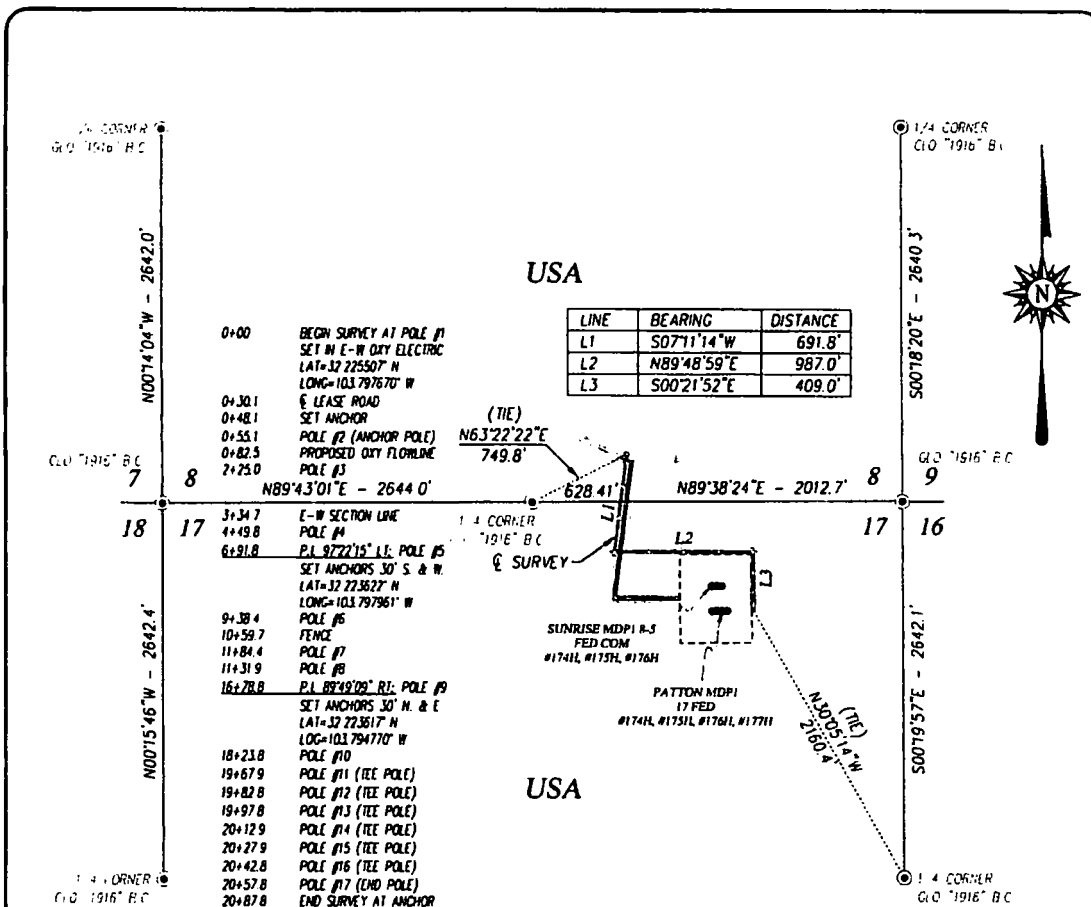 1/4 CORNER
GLO "1916" B.C
1/4 CORNER
GLO "1916" B.C
N00°14'04"W - 2642.0'
S00°18'20"E - 2640.3'
USA
N
LINE BEARING DISTANCE
L1 S07°11'14"W 691.8'
L2 N89°48'59"E 987.0'
L3 S00°21'52"E 409.0'
0+00 BEGIN SURVEY AT POLE #1
SET IN E-W OXY ELECTRIC
LAT=32.225507° N
LONG=103.797670° W
0+30.1 ℄ LEASE ROAD
0+48.1 SET ANCHOR
0+55.1 POLE #2 (ANCHOR POLE)
0+82.5 PROPOSED OXY FLOWLINE
2+25.0 POLE #3
(TIE)
N63°22'22"E
749.8'
GLO "1916" B.C
GLO "1916" B.C
7 8
N89°43'01"E - 2644.0'
628.41'
N89°38'24"E - 2012.7'
8 9
18 17
17 16
1/4 CORNER
"1916" B.C
3+34.7 E-W SECTION LINE
4+49.8 POLE #4
6+91.8 P.I. 97°22'15" LT: POLE #5
SET ANCHORS 30' S. & W.
LAT=32.223622° N
LONG=103.797961° W
9+38.4 POLE #6
10+59.7 FENCE
11+84.4 POLE #7
11+31.9 POLE #8
16+78.8 P.I. 89°49'09" RT: POLE #9
SET ANCHORS 30' N. & E
LAT=32.223617° N
LOG=103.794770° W
18+23.8 POLE #10
19+67.9 POLE #11 (TEE POLE)
19+82.8 POLE #12 (TEE POLE)
19+97.8 POLE #13 (TEE POLE)
20+12.9 POLE #14 (TEE POLE)
20+27.9 POLE #15 (TEE POLE)
20+42.8 POLE #16 (TEE POLE)
20+57.8 POLE #17 (END POLE)
20+87.8 END SURVEY AT ANCHOR
L1
L2
L3
℄ SURVEY
SUNRISE MDP1 8-5
FED COM
#174H, #175H, #176H
PATTON MDP1
17 FED
#174H, #175H, #176H, #177H
(TIE)
N30°05'14"W
2160.4'
N00°15'46"W - 2642.4'
S00°19'57"E - 2642.1'
USA
1/4 CORNER
GLO "1916" B.C
1/4 CORNER
GLO "1916" B.C